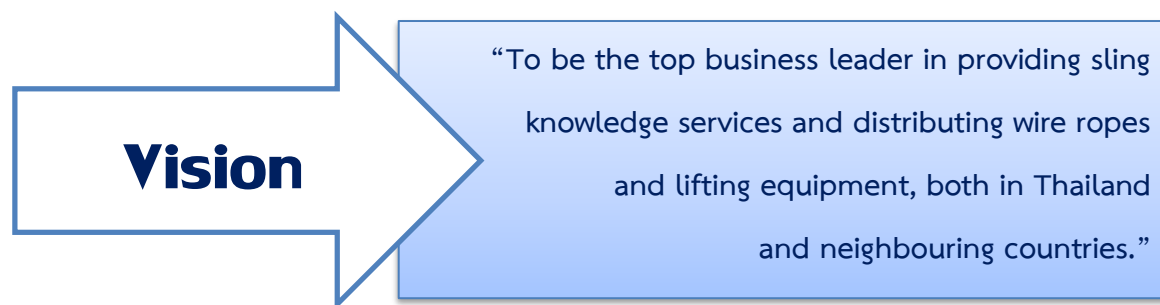 Vision
“To be the top business leader in providing sling
knowledge services and distributing wire ropes
and lifting equipment, both in Thailand
and neighbouring countries.”